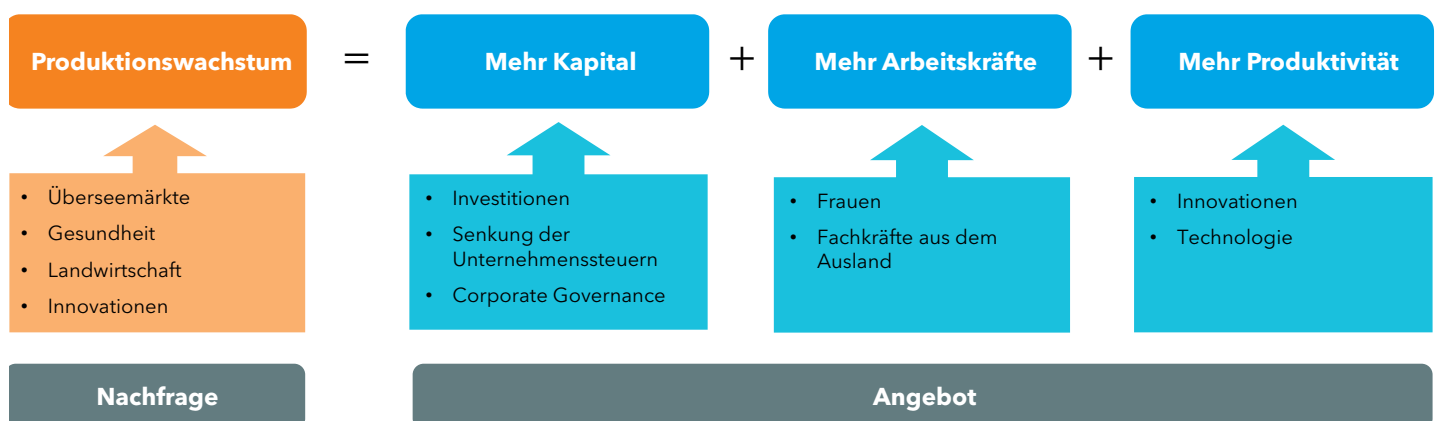 Produktionswachstum = Mehr Kapital + Mehr Arbeitskräfte + Mehr Produktivität
• Überseemärkte
• Gesundheit
• Landwirtschaft
• Innovationen
• Investitionen
• Senkung der
Unternehmenssteuern
• Corporate Governance
• Frauen
• Fachkräfte aus dem
Ausland
• Innovationen
• Technologie
Nachfrage
Angebot